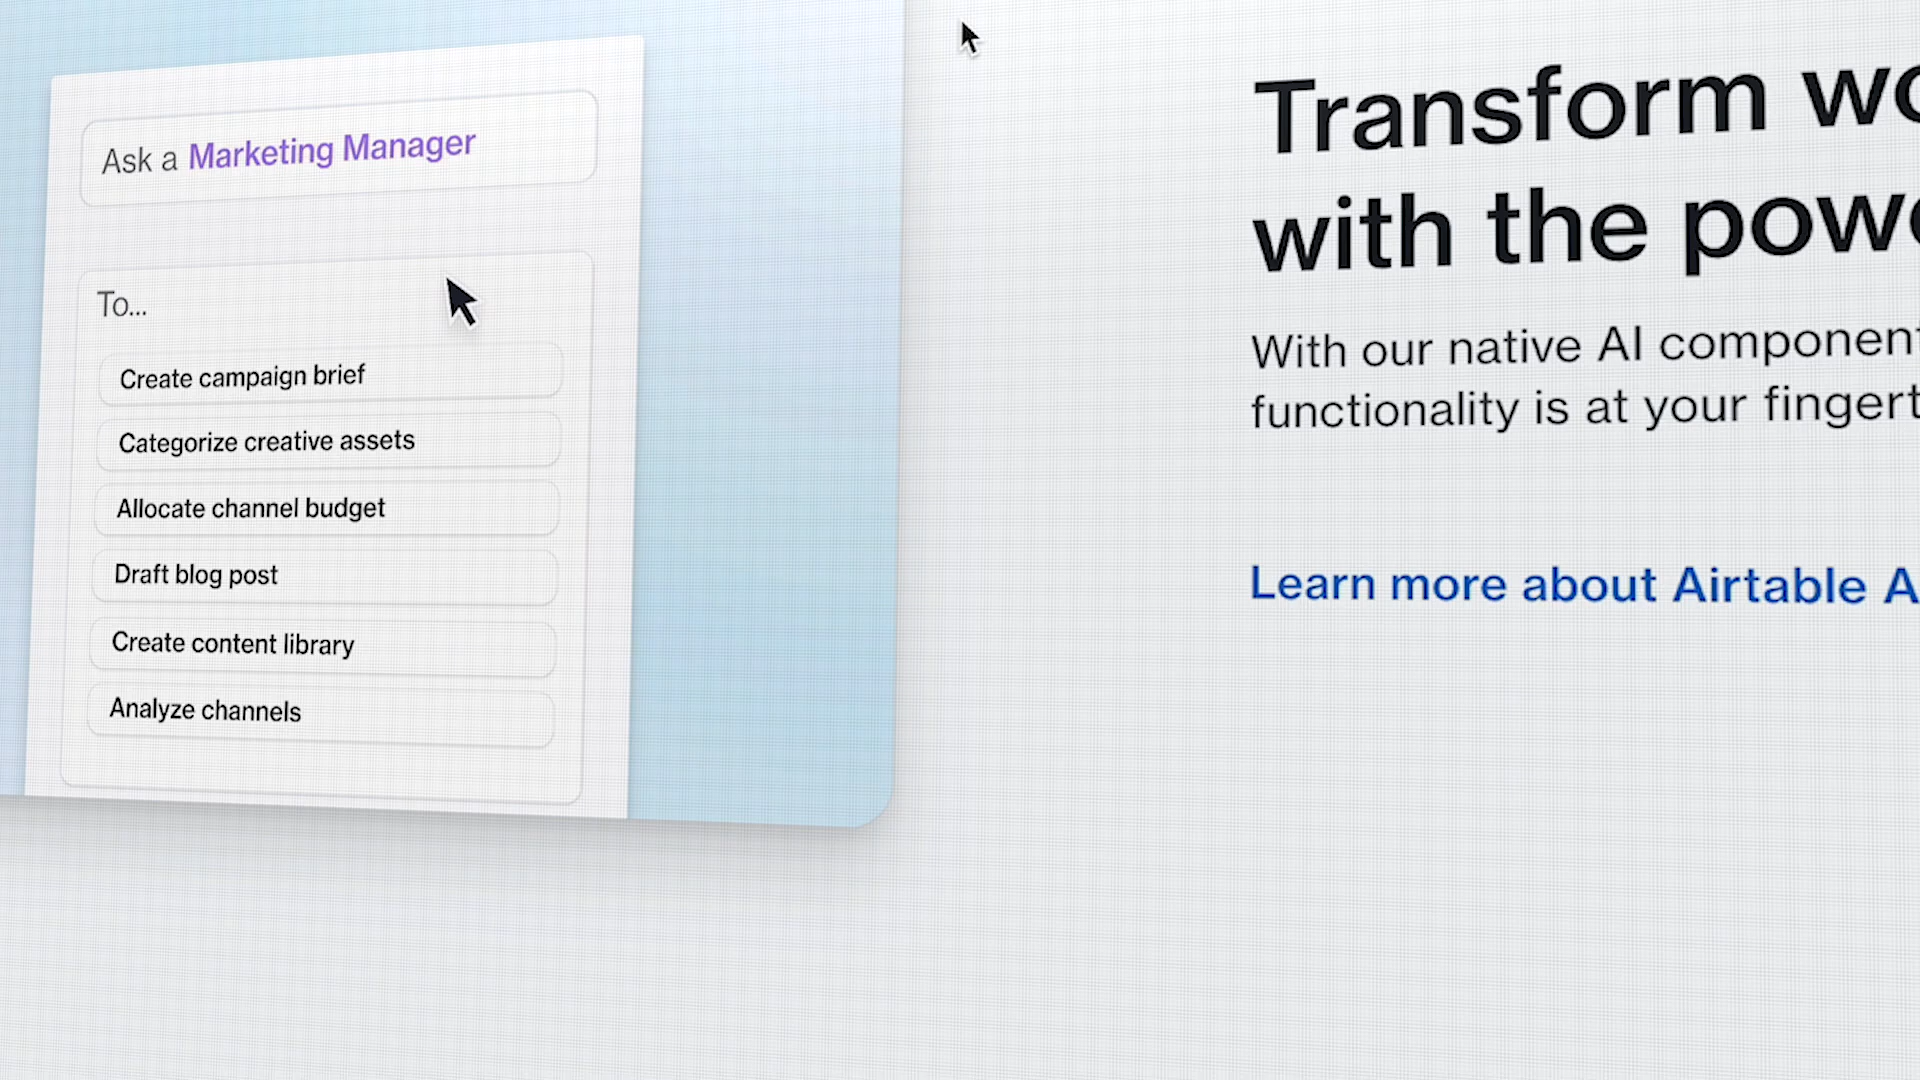 Ask a Marketing Manager
To...
Create campaign brief
Categorize creative assets
Allocate channel budget
Draft blog post
Create content library
Analyze channels
Transform
with the
With our native AI
functionality is at your
Learn more about Airtable